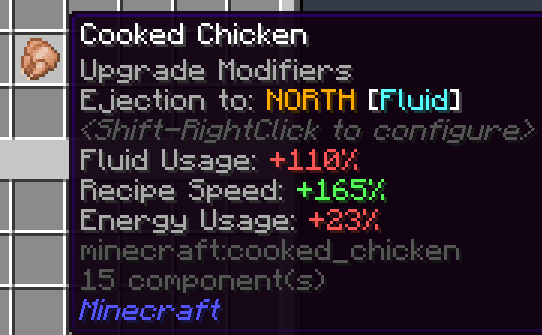 Cooked Chicken
Upgrade Modifiers
Ejection to: NORTH [Fluid]
<Shift-RightClick to configure>
Fluid Usage: +110%
Recipe Speed: +165%
Energy Usage: +23%
minecraft:cooked_chicken
15 component(s)
Minecraft